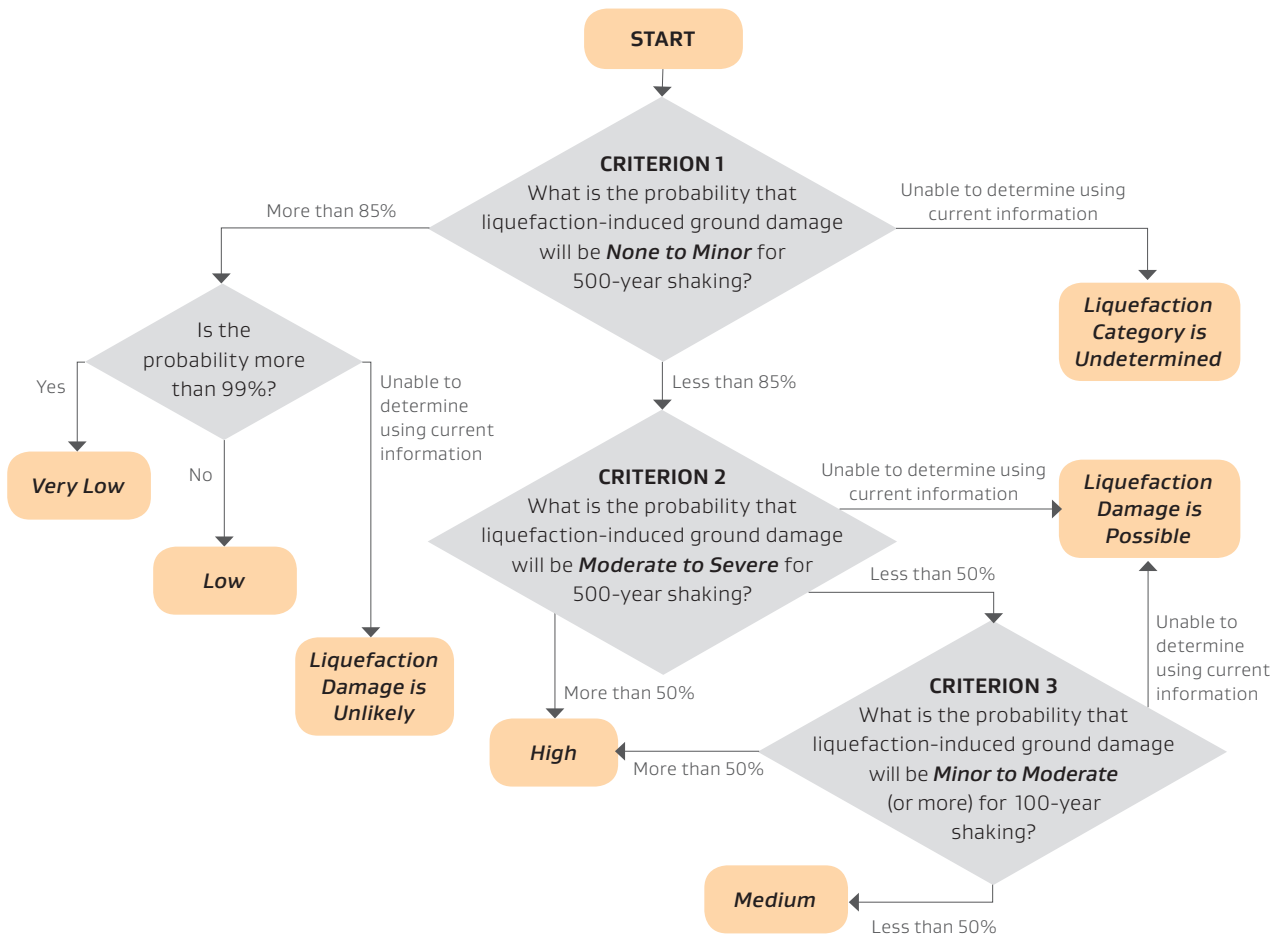 START
CRITERION 1
What is the probability that
liquefaction-induced ground damage
will be None to Minor for
500-year shaking?
More than 85%
Unable to determine using
current information
Liquefaction
Category is
Undetermined
Less than 85%
Is the
probability more
than 99%?
Yes
Very Low
No
Low
Unable to
determine
using current
information
Liquefaction
Damage is
Unlikely
CRITERION 2
What is the probability that
liquefaction-induced ground damage
will be Moderate to Severe for
500-year shaking?
Unable to determine using
current information
Liquefaction
Damage is
Possible
Less than 50%
More than 50%
High
CRITERION 3
What is the probability that
liquefaction-induced ground damage
will be Minor to Moderate
(or more) for 100-year
shaking?
Unable to
determine
using current
information
More than 50%
Medium
Less than 50%